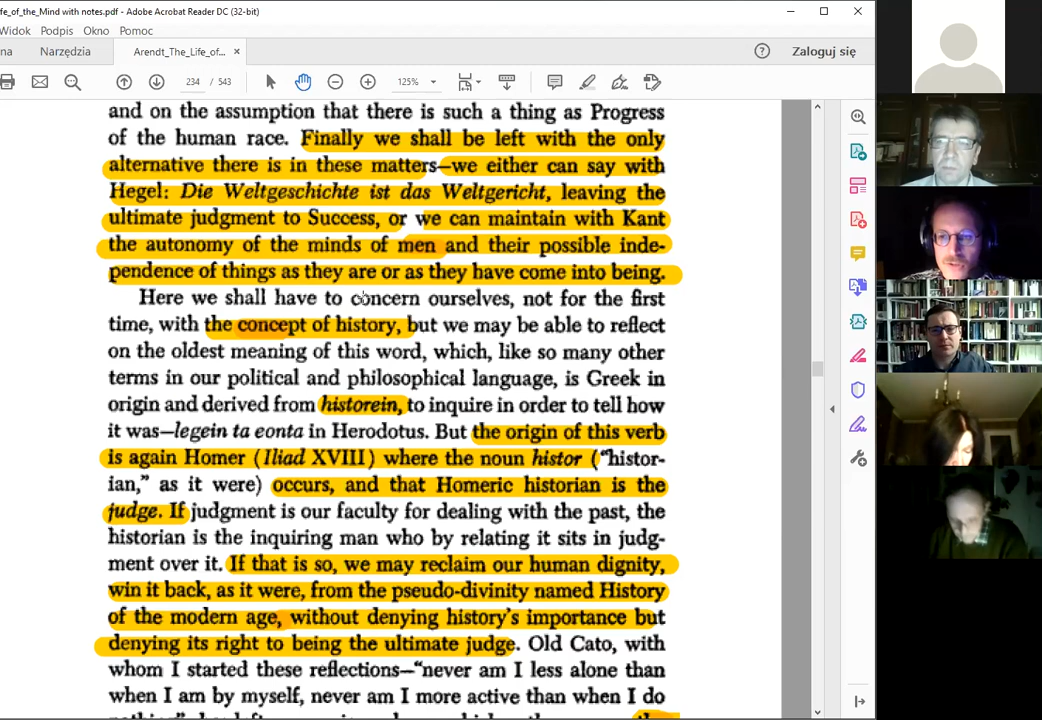 fe_of_the_Mind with notes.pdf - Adobe Acrobat Reader DC (32-bit)
Widok Podpis Okno Pomoc
na Narzędzia Arendt_The_Life_of... × Zaloguj się
234 / 543 125%
and on the assumption that there is such a thing as Progress
of the human race. Finally we shall be left with the only
alternative there is in these matters—we either can say with
Hegel: Die Weltgeschichte ist das Weltgericht, leaving the
ultimate judgment to Success, or we can maintain with Kant
the autonomy of the minds of men and their possible inde-
pendence of things as they are or as they have come into being.
Here we shall have to concern ourselves, not for the first
time, with the concept of history, but we may be able to reflect
on the oldest meaning of this word, which, like so many other
terms in our political and philosophical language, is Greek in
origin and derived from historein, to inquire in order to tell how
it was—legein ta eonta in Herodotus. But the origin of this verb
is again Homer (Iliad XVIII) where the noun histor ("histor-
ian," as it were) occurs, and that Homeric historian is the
judge. If judgment is our faculty for dealing with the past, the
historian is the inquiring man who by relating it sits in judg-
ment over it. If that is so, we may reclaim our human dignity,
win it back, as it were, from the pseudo-divinity named History
of the modern age, without denying history's importance but
denying its right to being the ultimate judge. Old Cato, with
whom I started these reflections—"never am I less alone than
when I am by myself, never am I more active than when I do